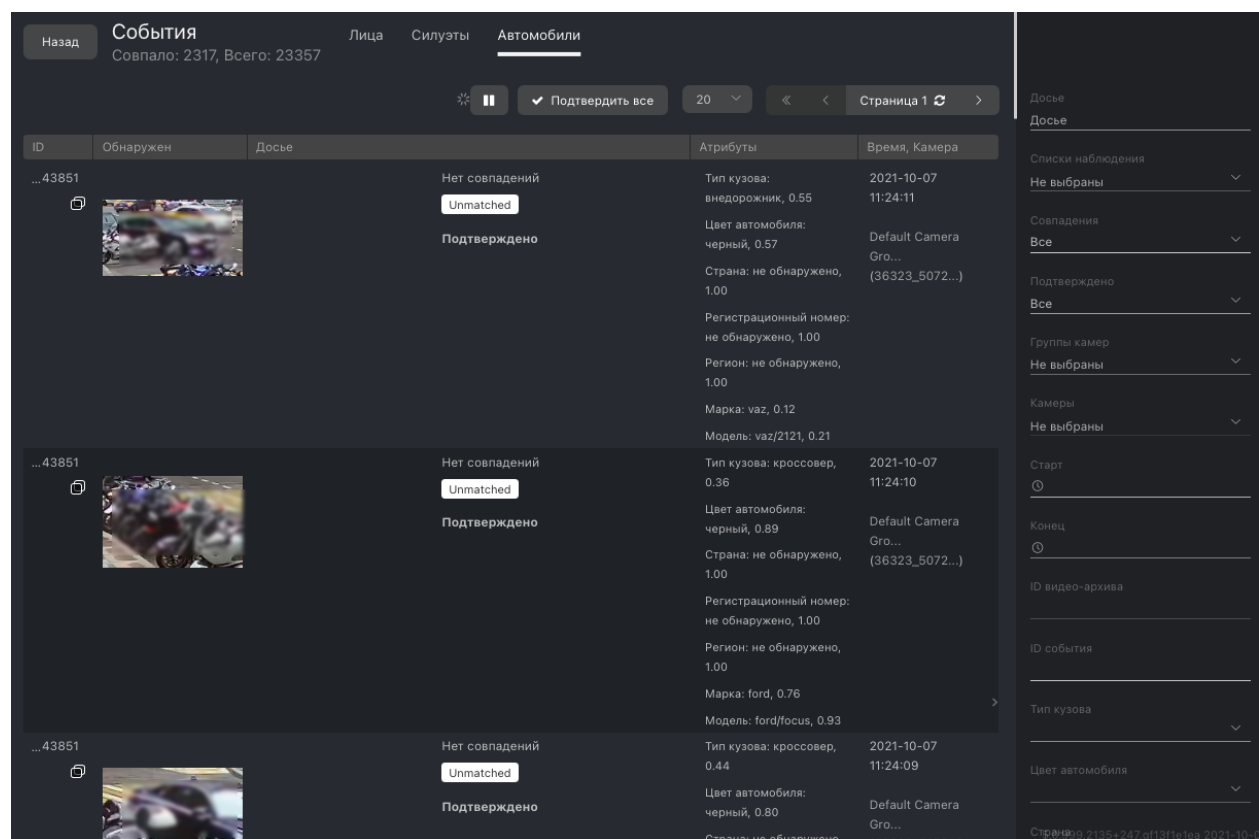 Назад
События
Совпало: 2317, Всего: 23357
Лица
Силуэты
Автомобили
Подтвердить все
20
Страница 1
ID
Обнаружен
Досье
Атрибуты
Время, Камера
...43851
Нет совпадений
Unmatched
Подтверждено
Тип кузова:
внедорожник, 0.55
Цвет автомобиля:
черный, 0.57
Страна: не обнаружено,
1.00
Регистрационный номер:
не обнаружено, 1.00
Регион: не обнаружено,
1.00
Марка: vaz, 0.12
Модель: vaz/2121, 0.21
2021-10-07
11:24:11
Default Camera
Gro...
(36323_5072...)
...43851
Нет совпадений
Unmatched
Подтверждено
Тип кузова: кроссовер,
0.36
Цвет автомобиля:
черный, 0.89
Страна: не обнаружено,
1.00
Регистрационный номер:
не обнаружено, 1.00
Регион: не обнаружено,
1.00
Марка: ford, 0.76
Модель: ford/focus, 0.93
2021-10-07
11:24:10
Default Camera
Gro...
(36323_5072...)
...43851
Нет совпадений
Unmatched
Подтверждено
Тип кузова: кроссовер,
0.44
Цвет автомобиля:
черный, 0.80
Страна: не обнаружено,
2021-10-07
11:24:09
Default Camera
Gro...
Досье
Досье
Списки наблюдения
Не выбраны
Совпадения
Все
Подтверждено
Все
Группы камер
Не выбраны
Камеры
Не выбраны
Старт
Конец
ID видео-архива
ID события
Тип кузова
Цвет автомобиля
Страна